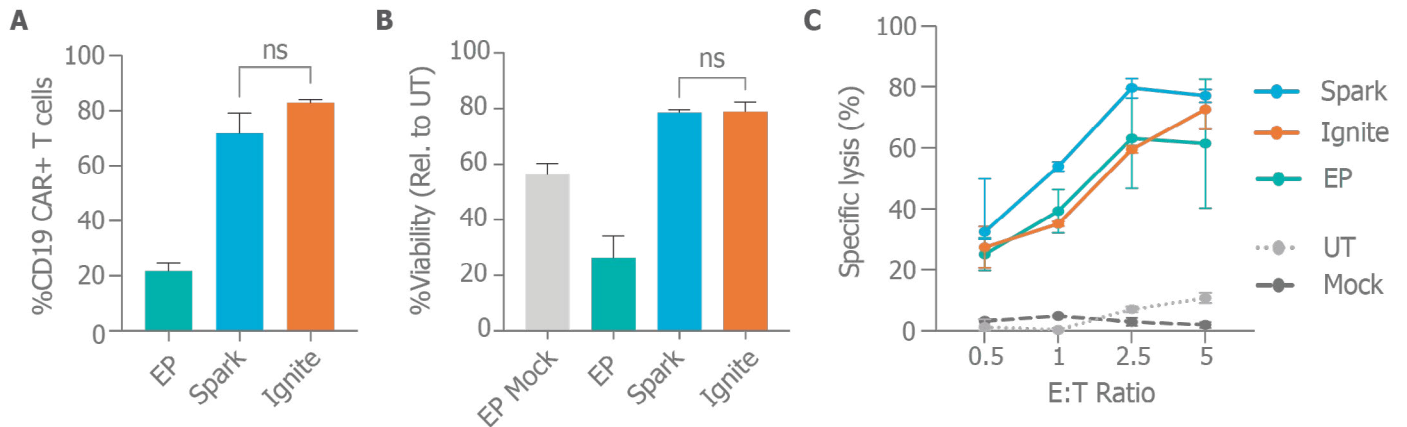 A
%CD19 CAR+ T cells
100
80
60
40
20
0
ns
EP
Spark
Ignite
B
%Viability (Rel. to UT)
100
80
60
40
20
0
ns
EP Mock
EP
Spark
Ignite
C
Specific lysis (%)
100
80
60
40
20
0
0.5
1
2.5
5
E:T Ratio
Spark
Ignite
EP
UT
Mock